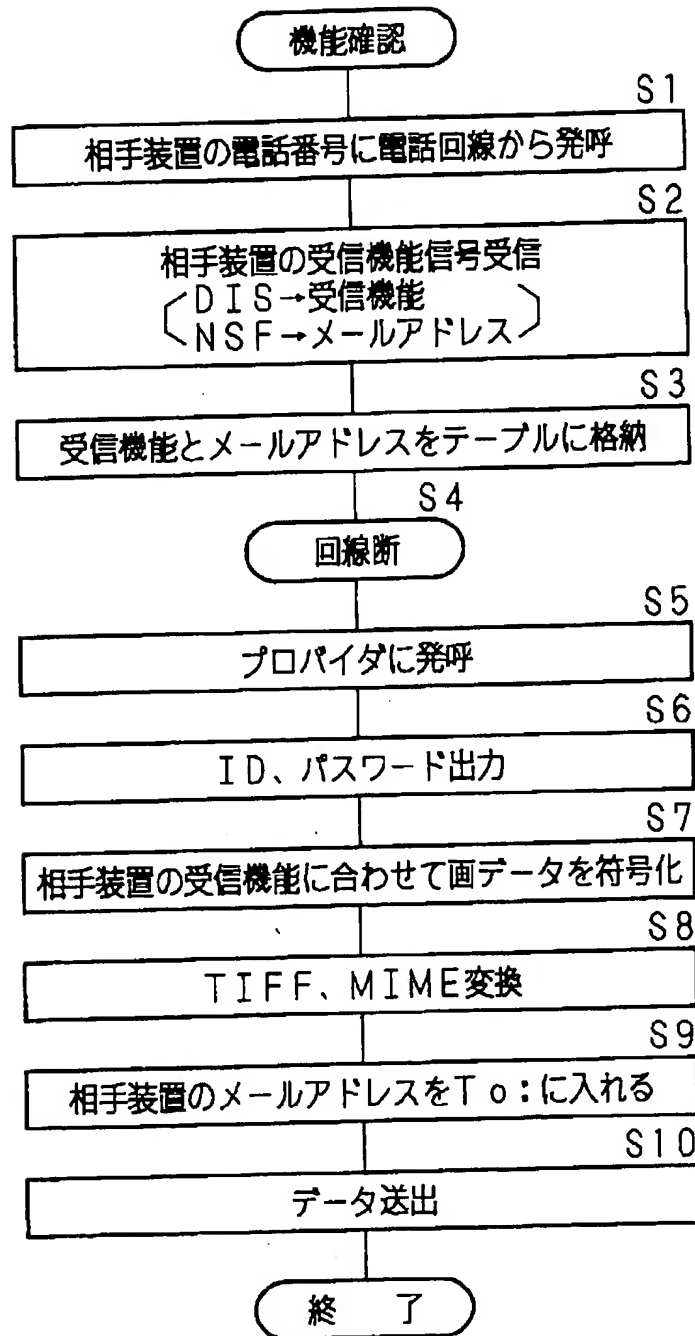 機能確認
S1
相手装置の電話番号に電話回線から発呼
S2
相手装置の受信機能信号受信
DIS→受信機能
NSF→メールアドレス
S3
受信機能とメールアドレスをテーブルに格納
S4
回線断
S5
プロバイダに発呼
S6
ID、パスワード出力
S7
相手装置の受信機能に合わせて画データを符号化
S8
TIFF、MIME変換
S9
相手装置のメールアドレスをTo:に入れる
S10
データ送出
終 了